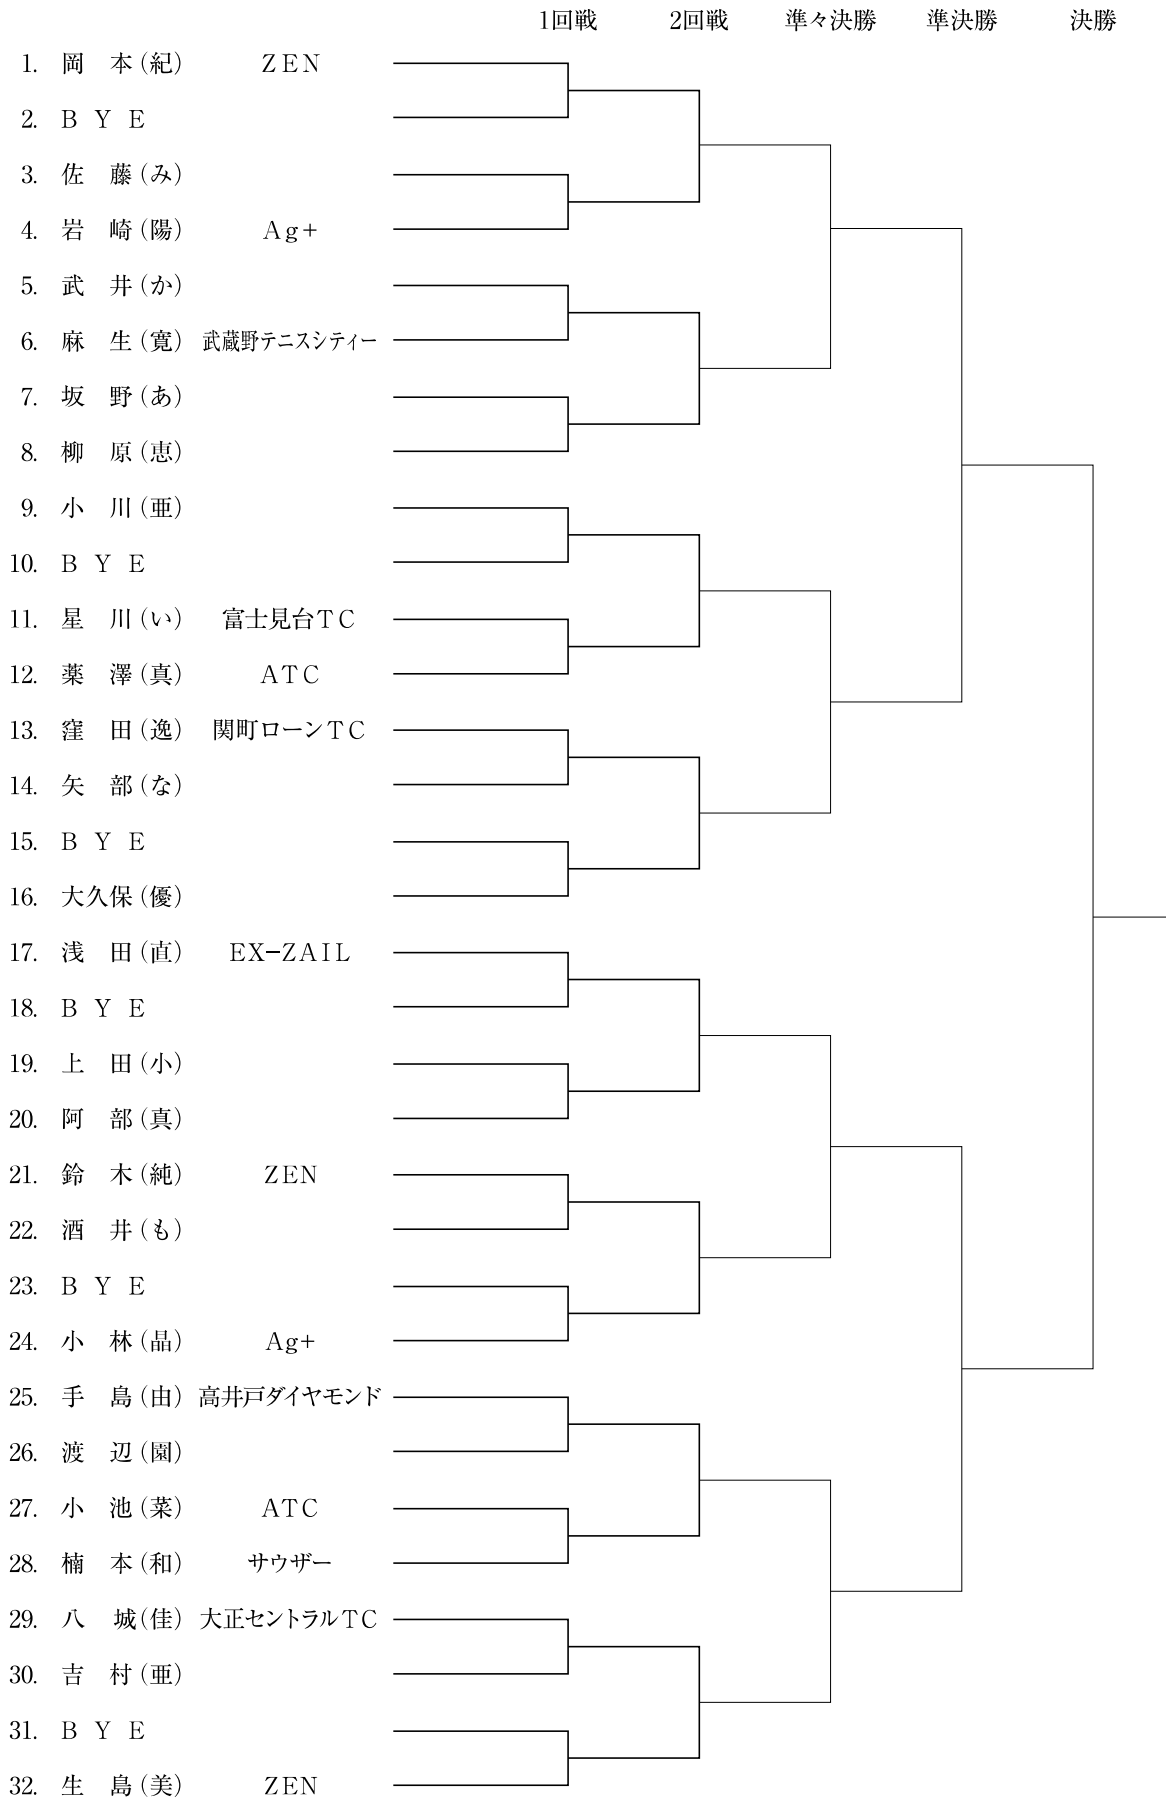 1回戦 2回戦 準々決勝 準決勝 決勝
1. 岡 本(紀) ZEN
2. B Y E
3. 佐 藤(み)
4. 岩 崎(陽) Ag+
5. 武 井(か)
6. 麻 生(寛) 武蔵野テニスシティー
7. 坂 野(あ)
8. 柳 原(恵)
9. 小 川(亜)
10. B Y E
11. 星 川(い) 富士見台TC
12. 薬 澤(真) ATC
13. 窪 田(逸) 関町ローンTC
14. 矢 部(な)
15. B Y E
16. 大久保(優)
17. 浅 田(直) EX-ZAIL
18. B Y E
19. 上 田(小)
20. 阿 部(真)
21. 鈴 木(純) ZEN
22. 酒 井(も)
23. B Y E
24. 小 林(晶) Ag+
25. 手 島(由) 高井戸ダイヤモンド
26. 渡 辺(園)
27. 小 池(菜) ATC
28. 楠 本(和) サウザー
29. 八 城(佳) 大正セントラルTC
30. 吉 村(亜)
31. B Y E
32. 生 島(美) ZEN